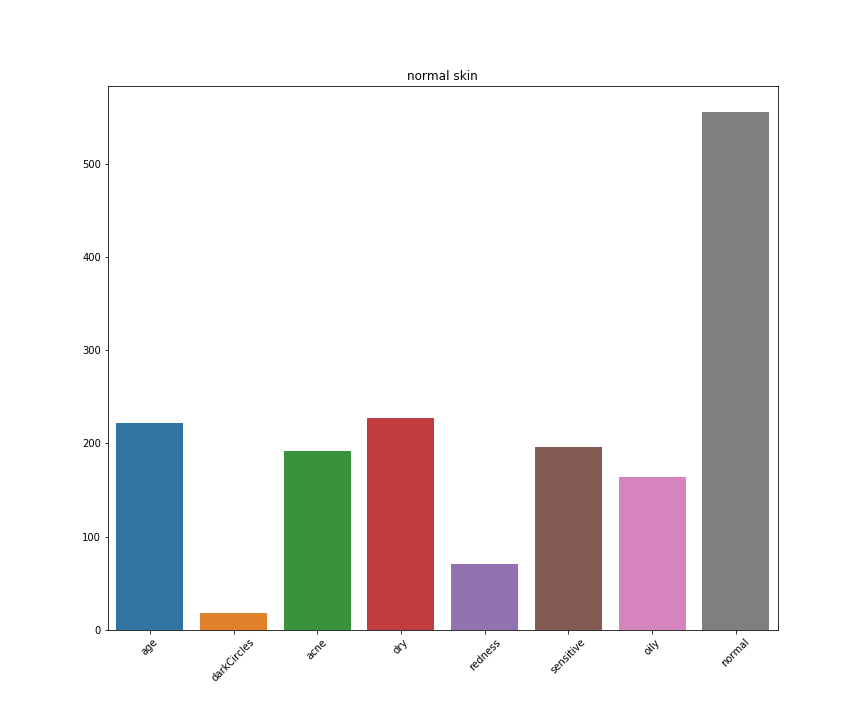 normal skin
500
400
300
200
100
0
age
darkCircles
acne
dry
redness
sensitive
oily
normal